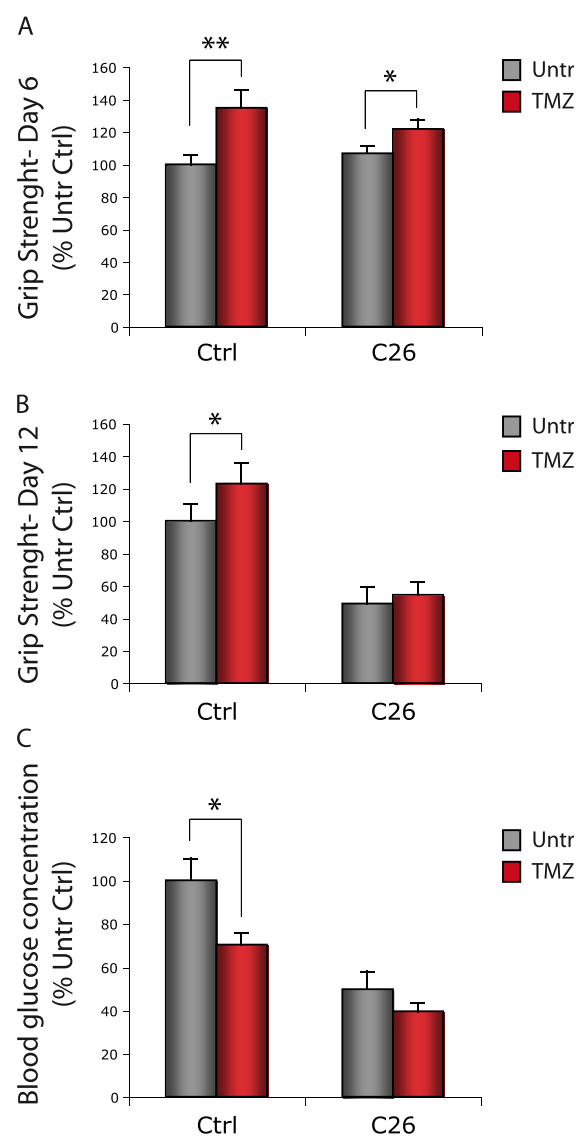 A
Grip Strenght- Day 6
(% Untr Ctrl)
160
140
120
100
80
60
40
20
0
**
*
Untr
TMZ
Ctrl
C26
B
Grip Strenght- Day 12
(% Untr Ctrl)
160
140
120
100
80
60
40
20
0
*
Untr
TMZ
Ctrl
C26
C
Blood glucose concentration
(% Untr Ctrl)
120
100
80
60
40
20
0
*
Untr
TMZ
Ctrl
C26